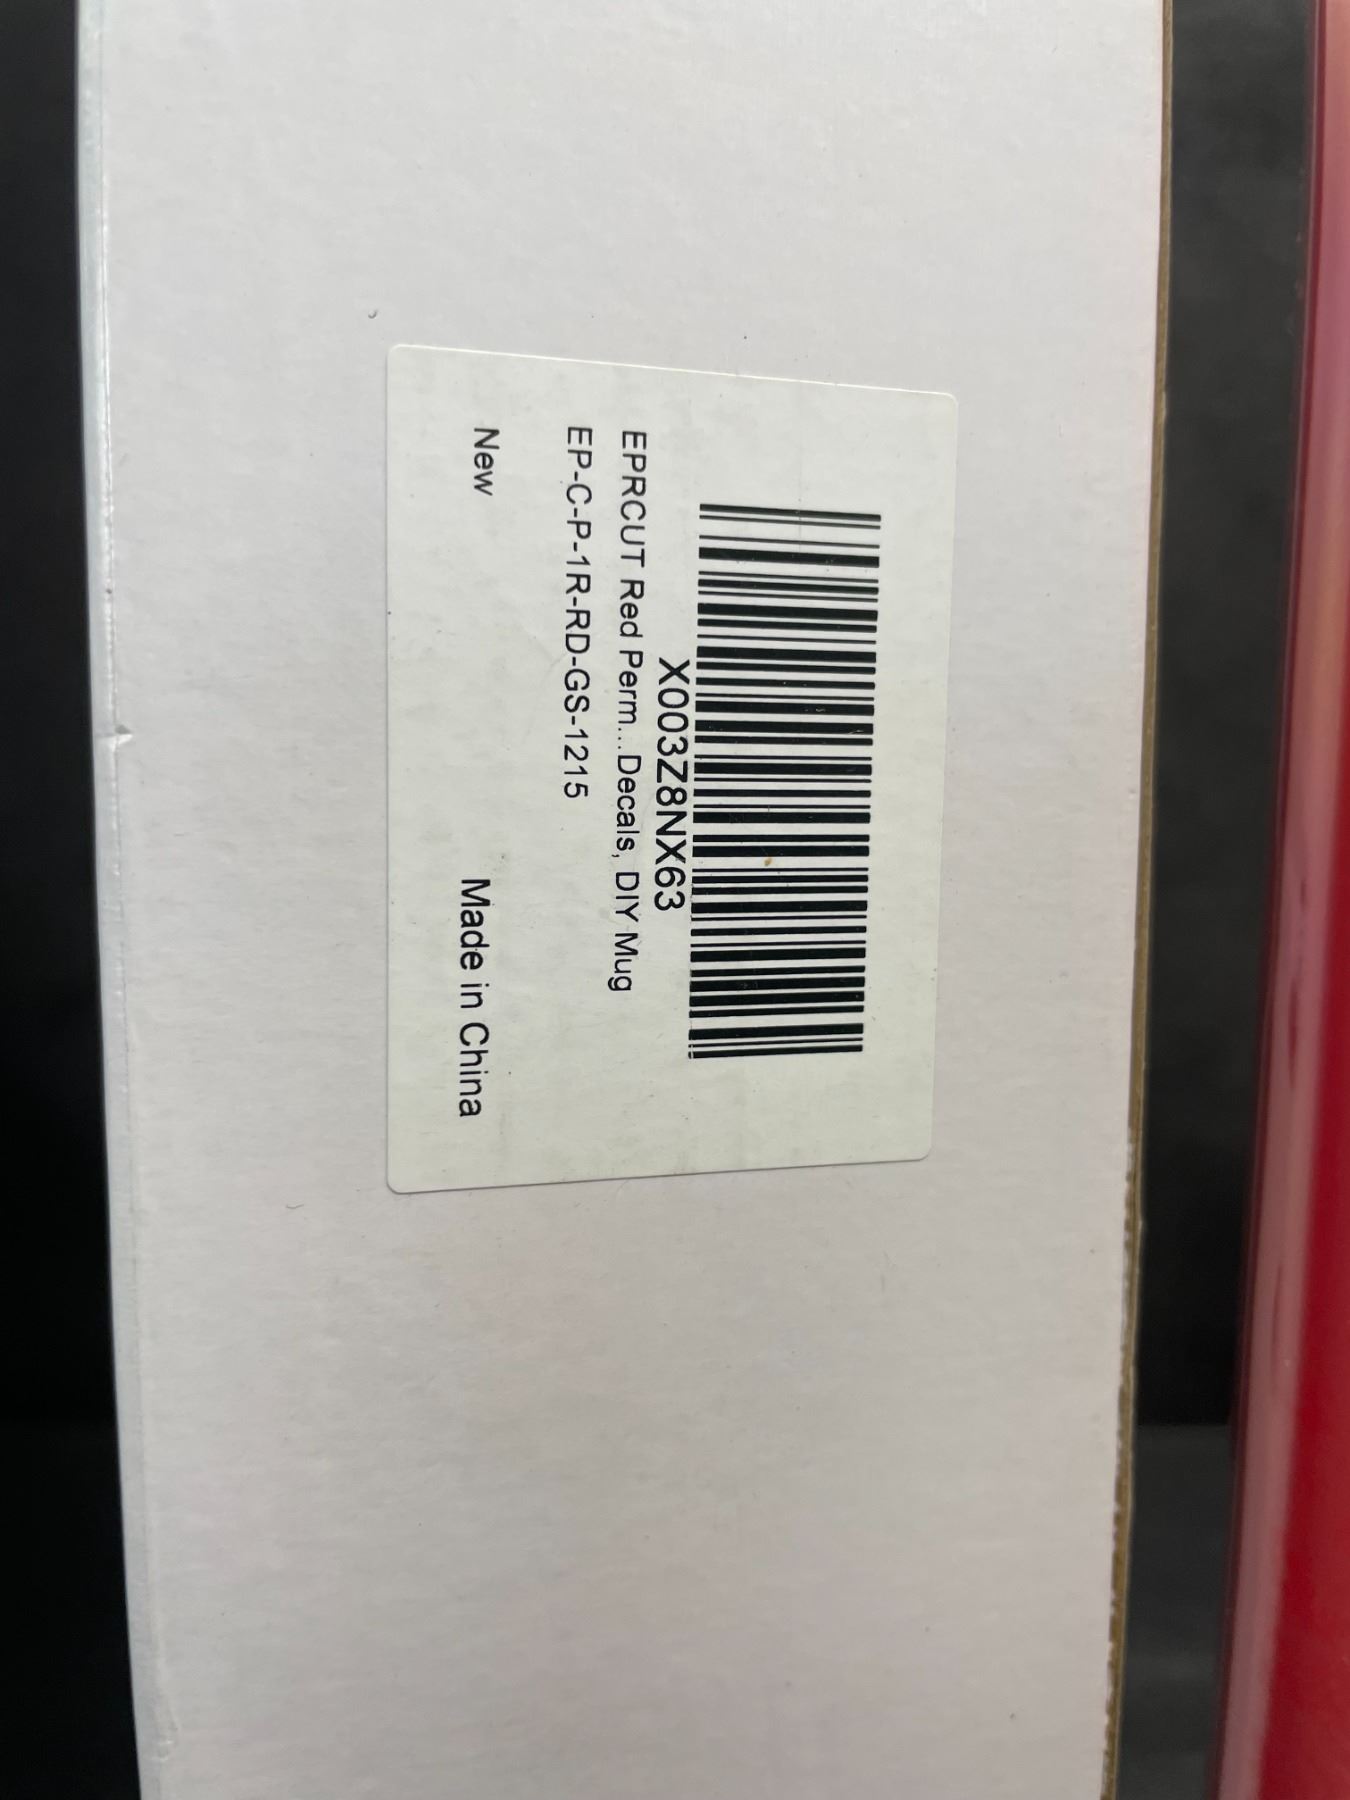 X003Z8NX63
EPRCUT Red Perm...Decals, DIY Mug
EP-C-P-1R-RD-GS-1215
New
Made in China